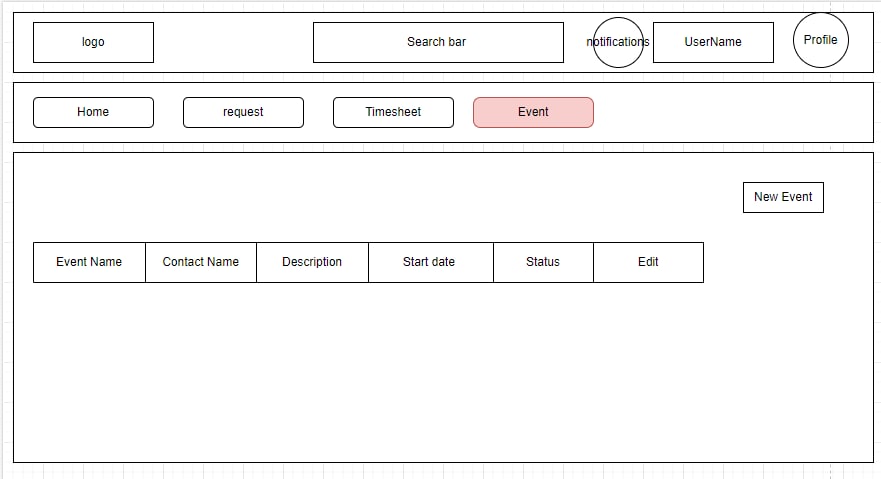 logo
Search bar
notifications
UserName
Profile
Home
request
Timesheet
Event
New Event
Event Name
Contact Name
Description
Start date
Status
Edit